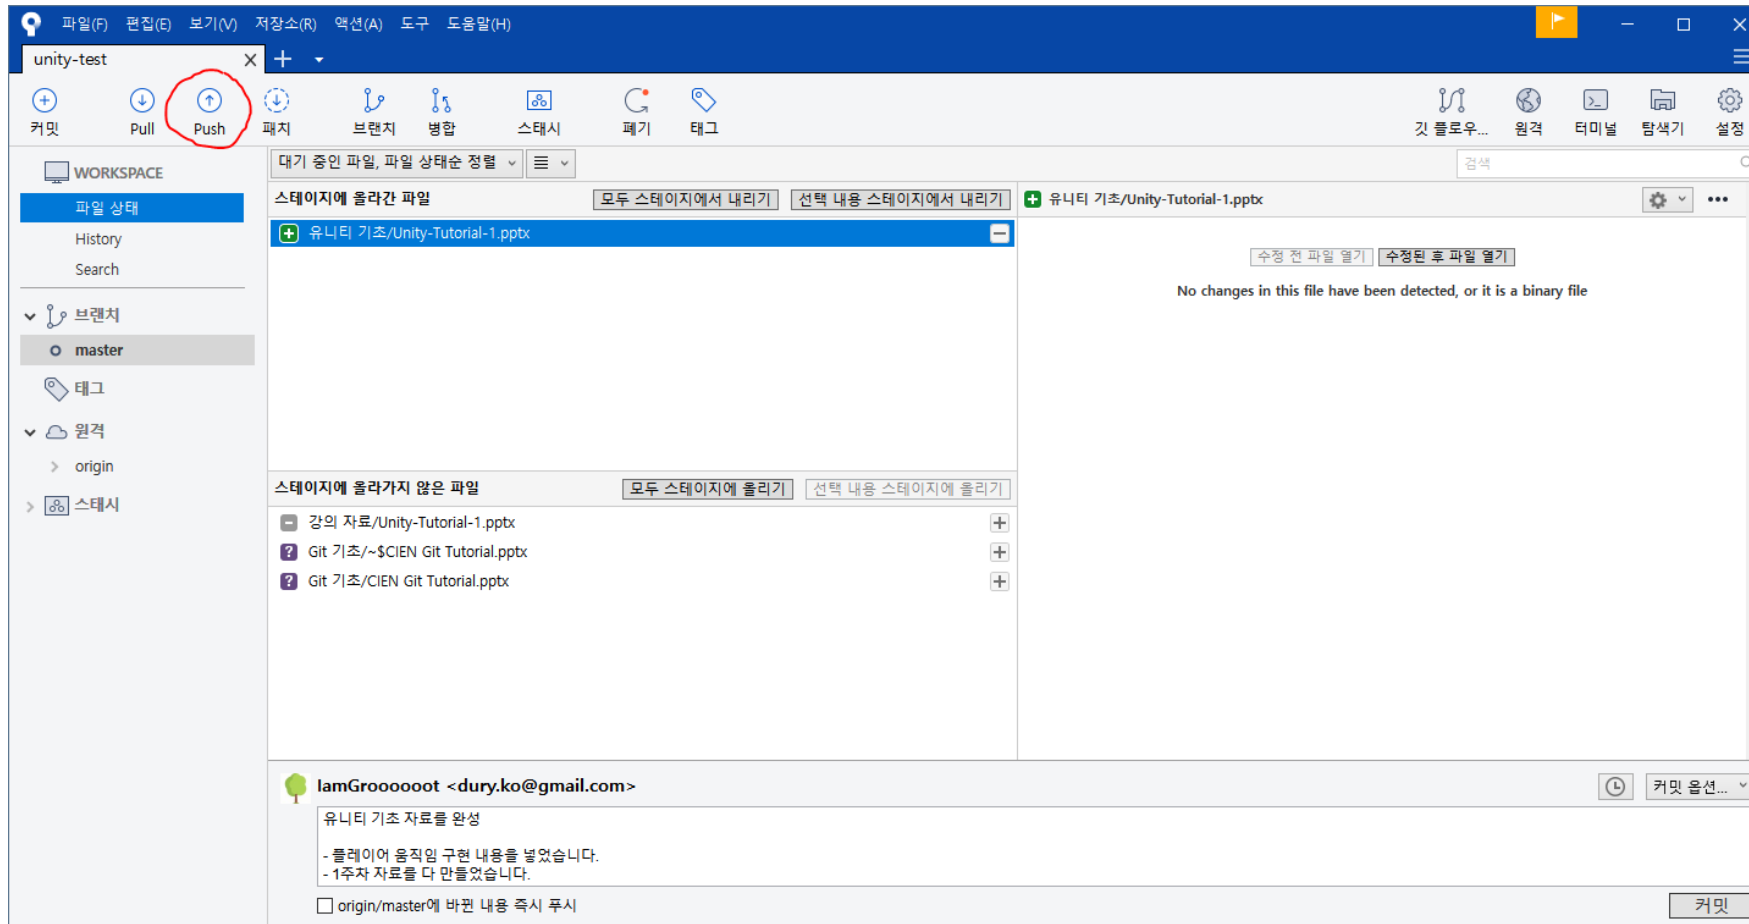 파일(F) 편집(E) 보기(V) 저장소(R) 액션(A) 도구 도움말(H)
unity-test
커밋 Pull Push 패치 브랜치 병합 스태시 폐기 태그 깃 플로우... 원격 터미널 탐색기 설정
WORKSPACE
파일 상태
History
Search
브랜치
master
태그
원격
origin
스태시
대기 중인 파일, 파일 상태순 정렬
검색
스테이지에 올라간 파일 모두 스테이지에서 내리기 선택 내용 스테이지에서 내리기
유니티 기초/Unity-Tutorial-1.pptx
유니티 기초/Unity-Tutorial-1.pptx
수정 전 파일 열기 수정된 후 파일 열기
No changes in this file have been detected, or it is a binary file
스테이지에 올라가지 않은 파일 모두 스테이지에 올리기 선택 내용 스테이지에 올리기
강의 자료/Unity-Tutorial-1.pptx
Git 기초/~$CIEN Git Tutorial.pptx
Git 기초/CIEN Git Tutorial.pptx
IamGroooooot <dury.ko@gmail.com>
커밋 옵션...
유니티 기초 자료를 완성
- 플레이어 움직임 구현 내용을 넣었습니다.
- 1주차 자료를 다 만들었습니다.
origin/master에 바뀐 내용 즉시 푸시
커밋